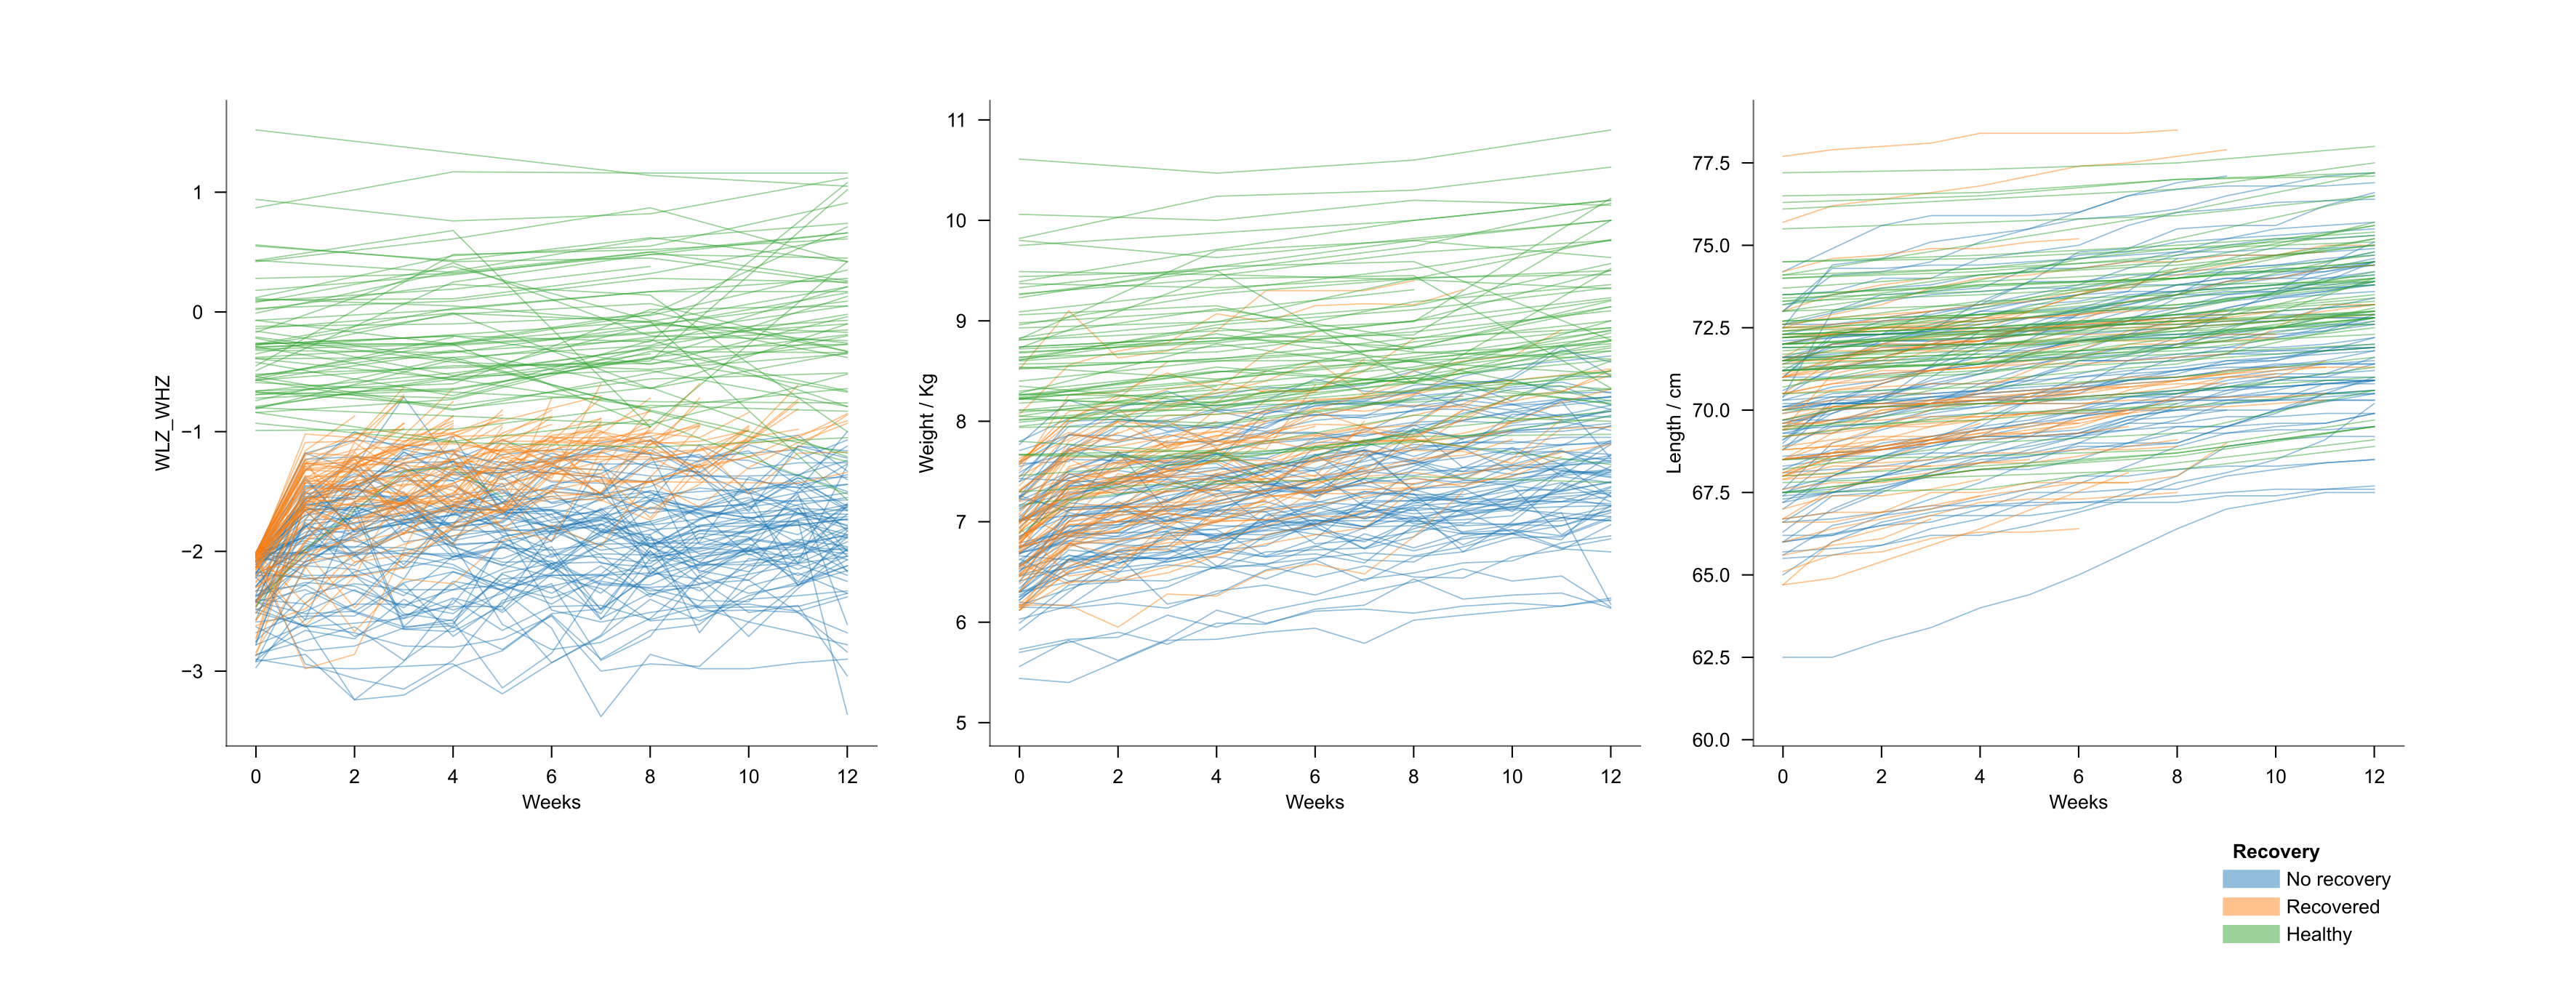 WLZ_WHZ
1
0
−1
−2
−3
0 2 4 6 8 10 12
Weeks
Weight / Kg
11
10
9
8
7
6
5
0 2 4 6 8 10 12
Weeks
Length / cm
77.5
75.0
72.5
70.0
67.5
65.0
62.5
60.0
0 2 4 6 8 10 12
Weeks
Recovery
No recovery
Recovered
Healthy